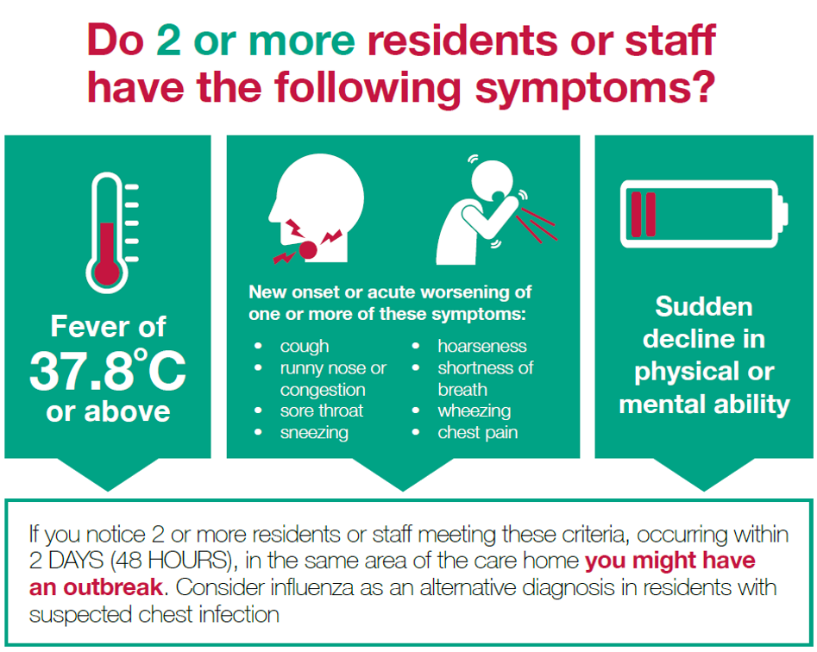 Do 2 or more residents or staff
have the following symptoms?
Fever of
37.8°C
or above
New onset or acute worsening of
one or more of these symptoms:
• cough
• runny nose or
congestion
• sore throat
• sneezing
• hoarseness
• shortness of
breath
• wheezing
• chest pain
Sudden
decline in
physical or
mental ability
If you notice 2 or more residents or staff meeting these criteria, occurring within
2 DAYS (48 HOURS), in the same area of the care home you might have
an outbreak. Consider influenza as an alternative diagnosis in residents with
suspected chest infection